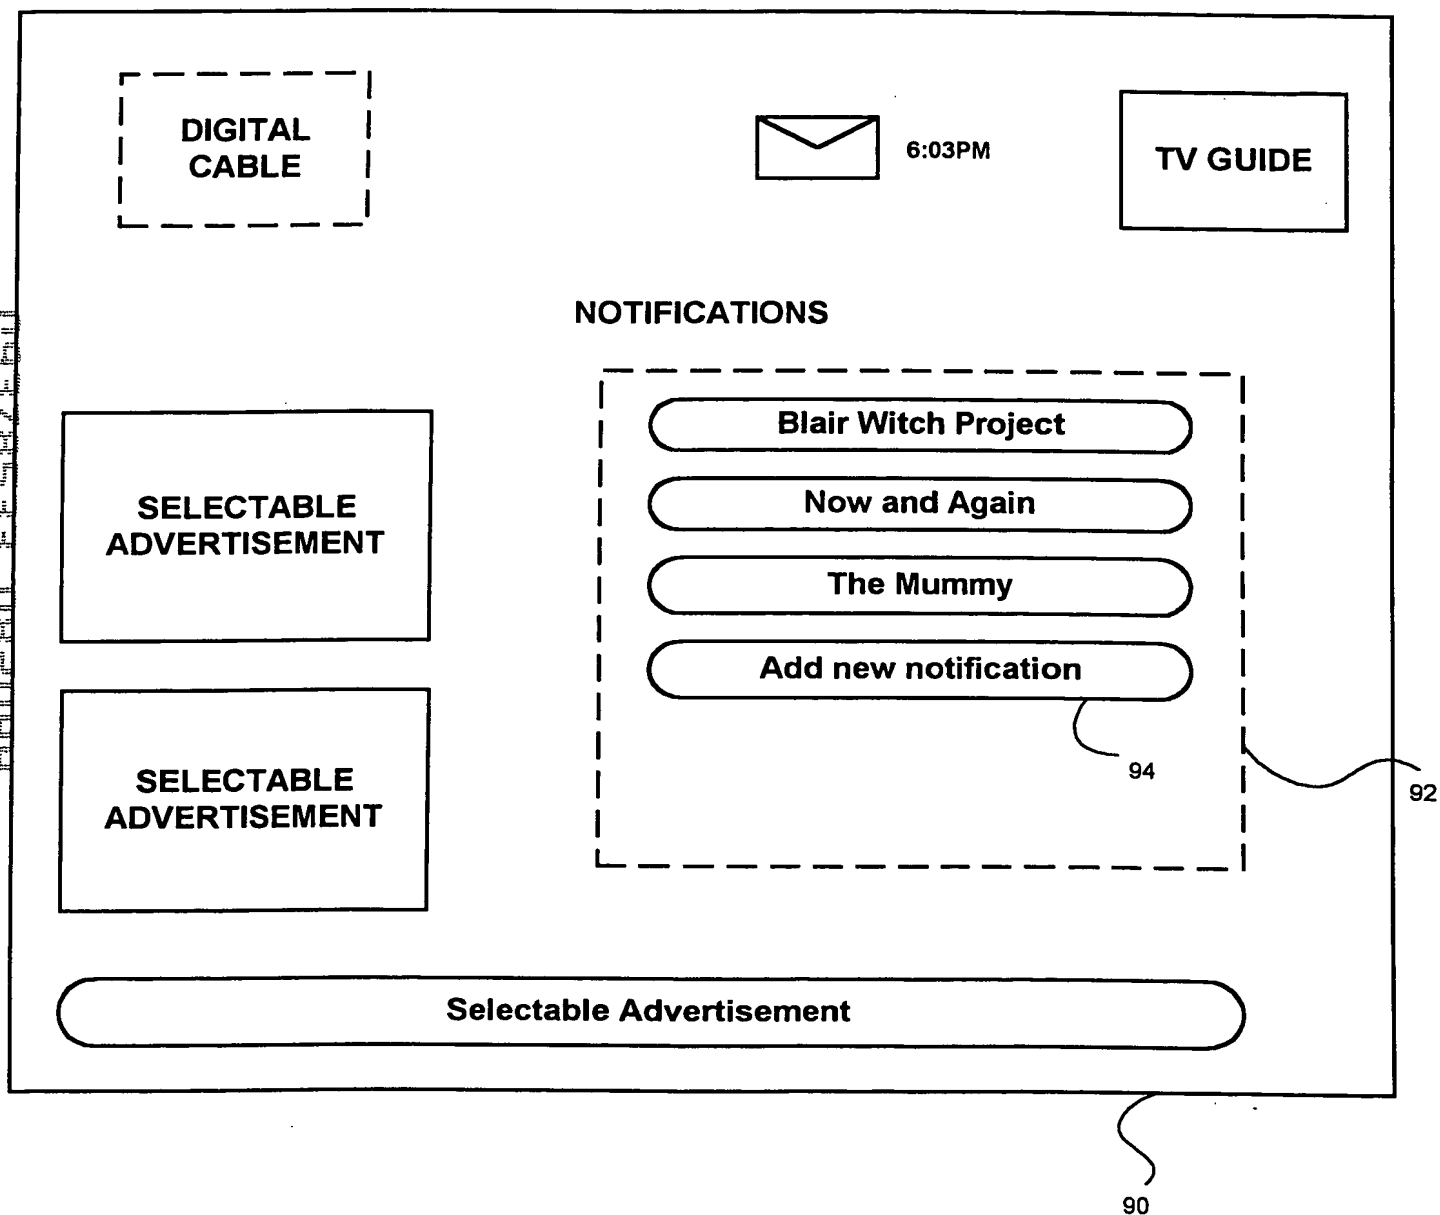 DIGITAL
CABLE
6:03PM
TV GUIDE
NOTIFICATIONS
Blair Witch Project
Now and Again
The Mummy
Add new notification
94
92
SELECTABLE
ADVERTISEMENT
SELECTABLE
ADVERTISEMENT
Selectable Advertisement
90